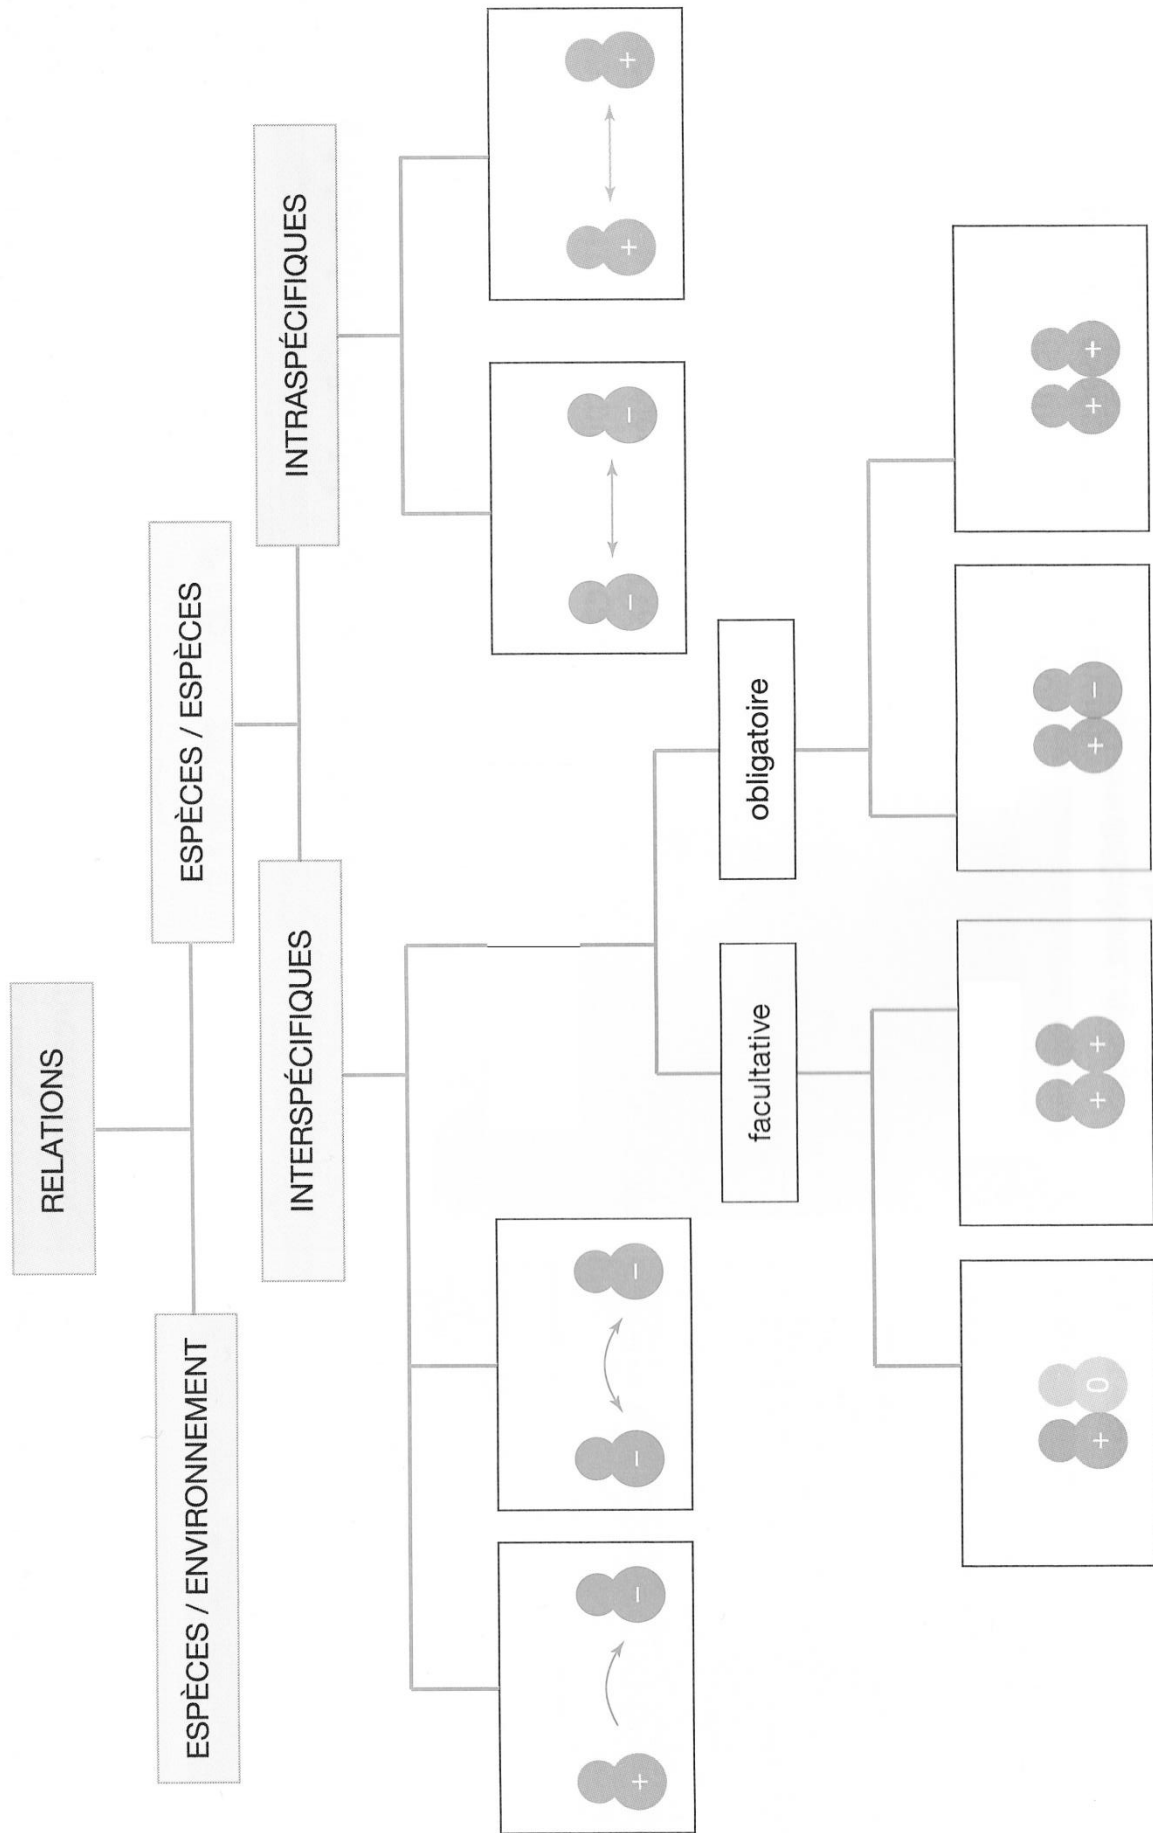 RELATIONS
ESPÈCES / ENVIRONNEMENT
ESPÈCES / ESPÈCES
INTERSPÉCIFIQUES
INTRASPÉCIFIQUES
+ −
− −
− −
+ +
facultative
obligatoire
+ 0
+ +
+ −
+ +